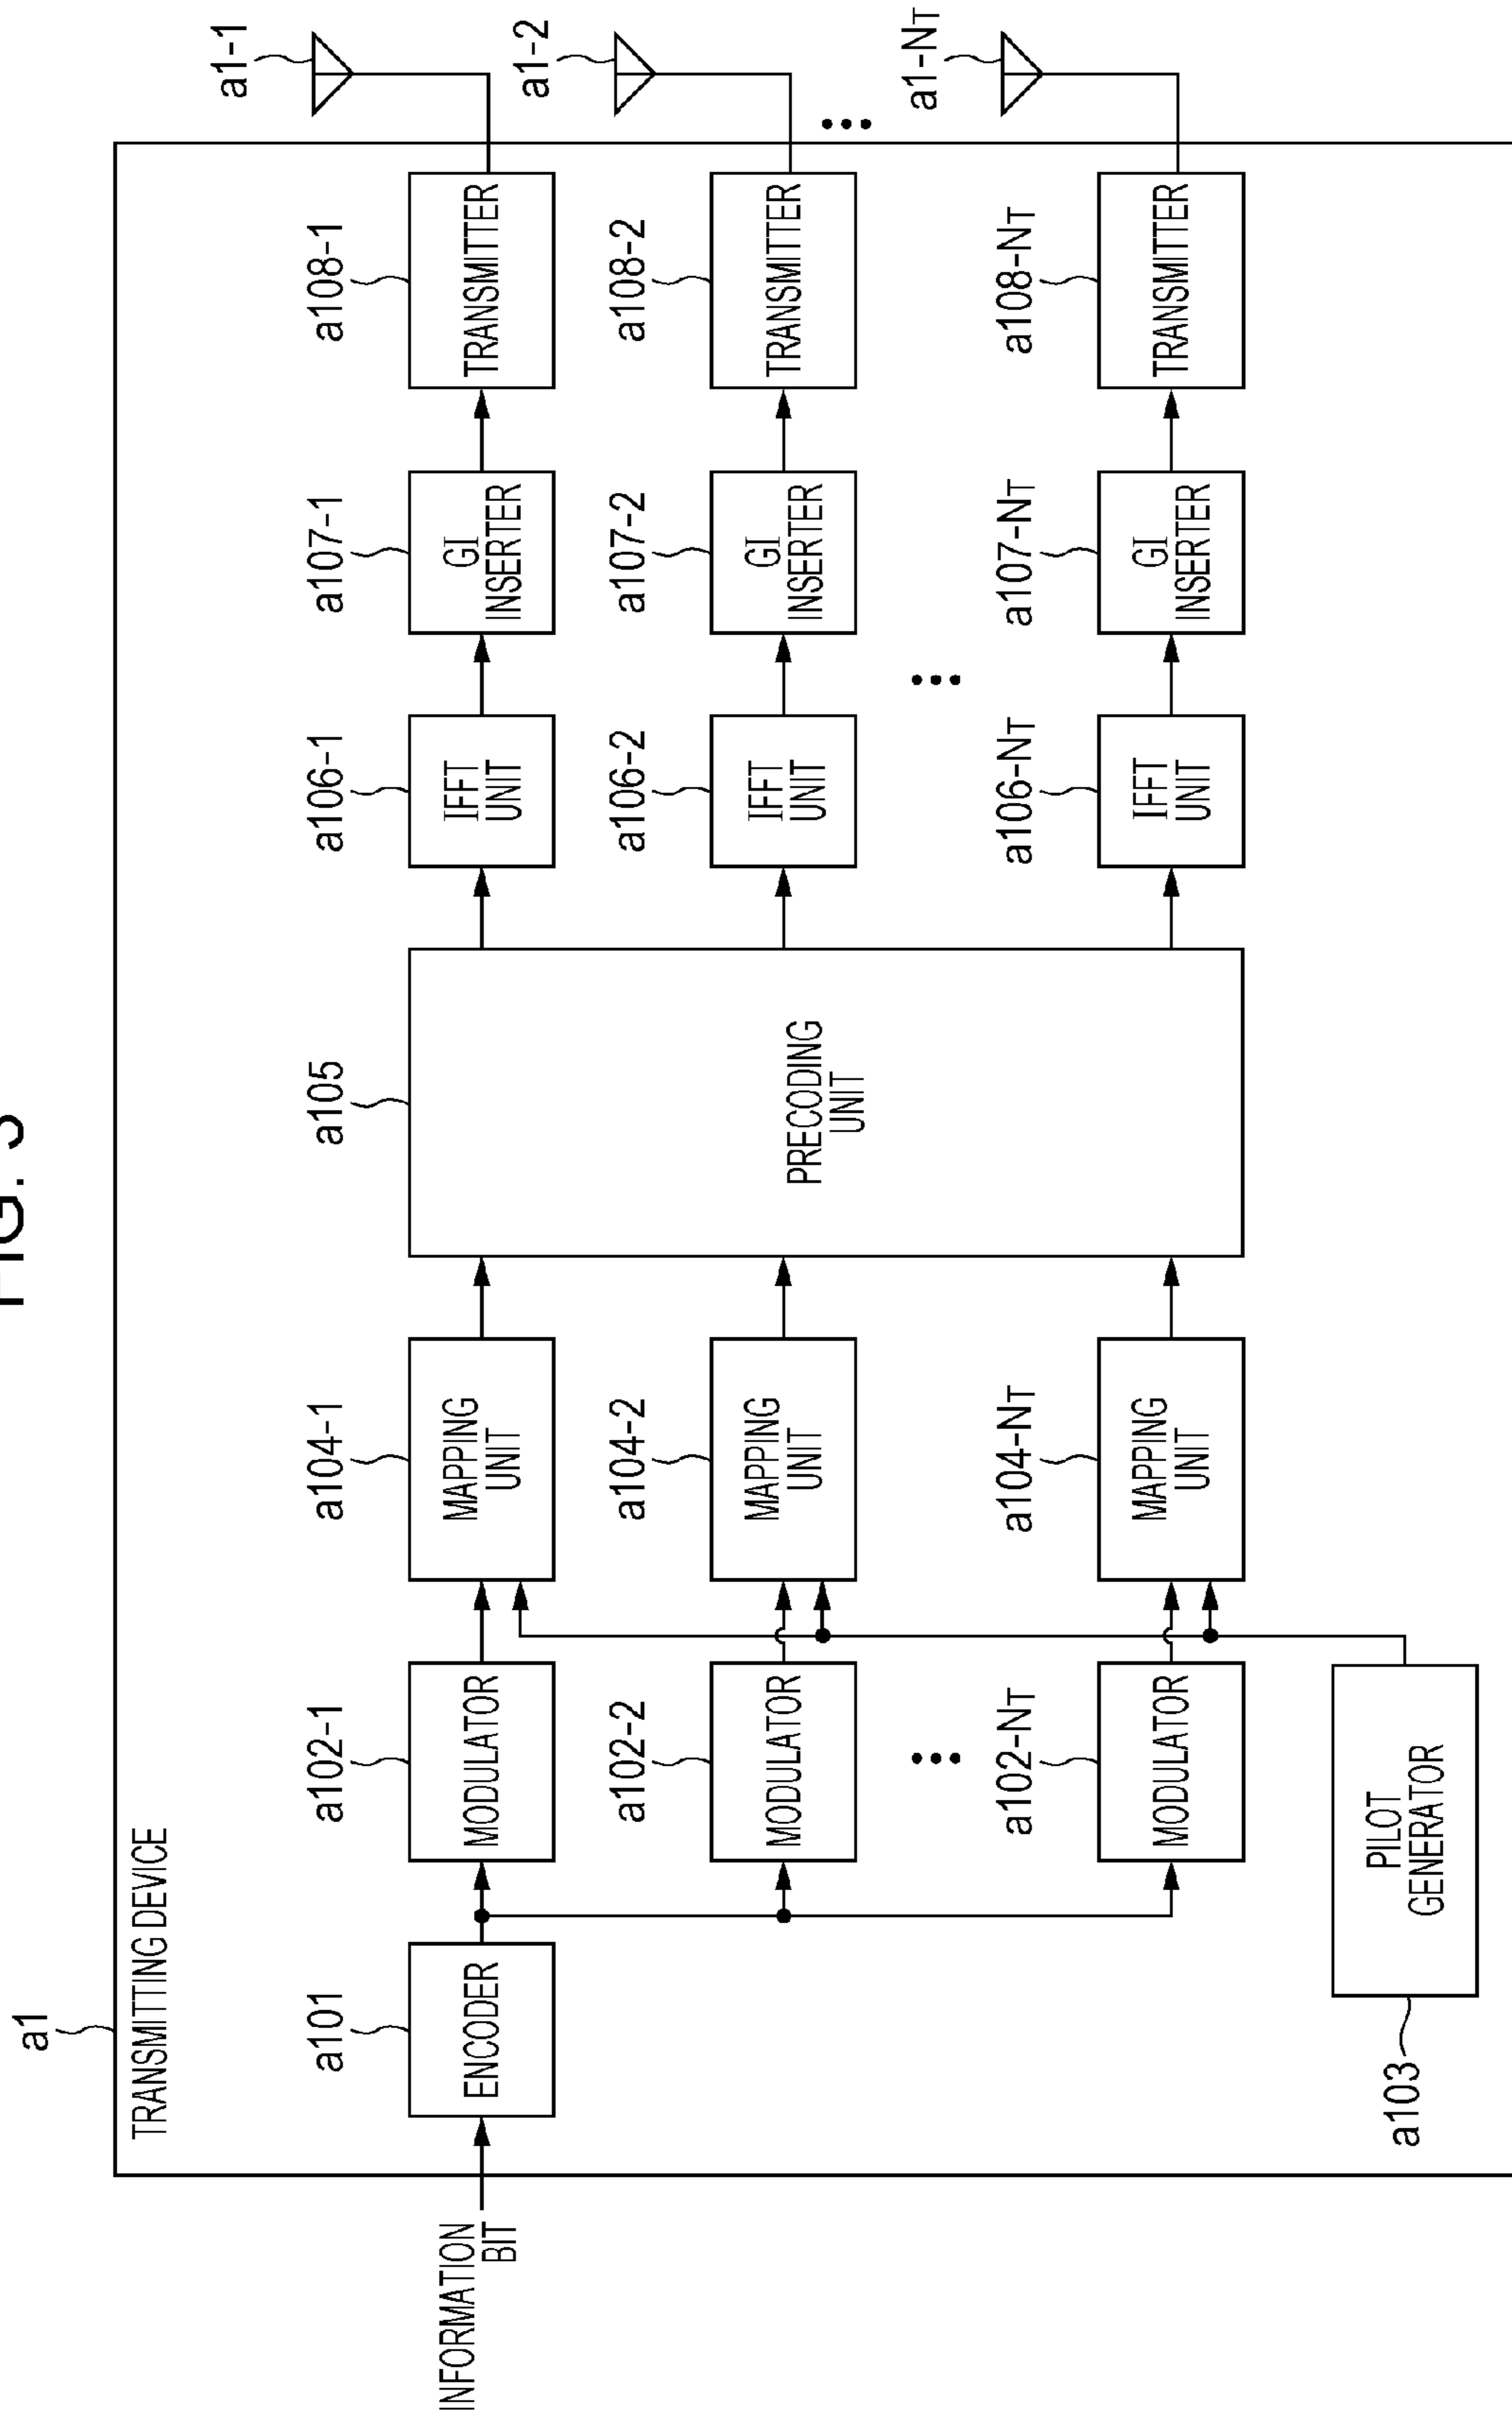 FIG. 3
a1
TRANSMITTING DEVICE
INFORMATION
BIT
a101
ENCODER
a102-1
MODULATOR
a104-1
MAPPING
UNIT
a105
PRECODING
UNIT
a106-1
IFFT
UNIT
a107-1
GI
INSERTER
a108-1
TRANSMITTER
a1-1
a102-2
MODULATOR
a104-2
MAPPING
UNIT
a106-2
IFFT
UNIT
a107-2
GI
INSERTER
a108-2
TRANSMITTER
a1-2
a102-NT
MODULATOR
a104-NT
MAPPING
UNIT
a106-NT
IFFT
UNIT
a107-NT
GI
INSERTER
a108-NT
TRANSMITTER
a1-NT
a103
PILOT
GENERATOR